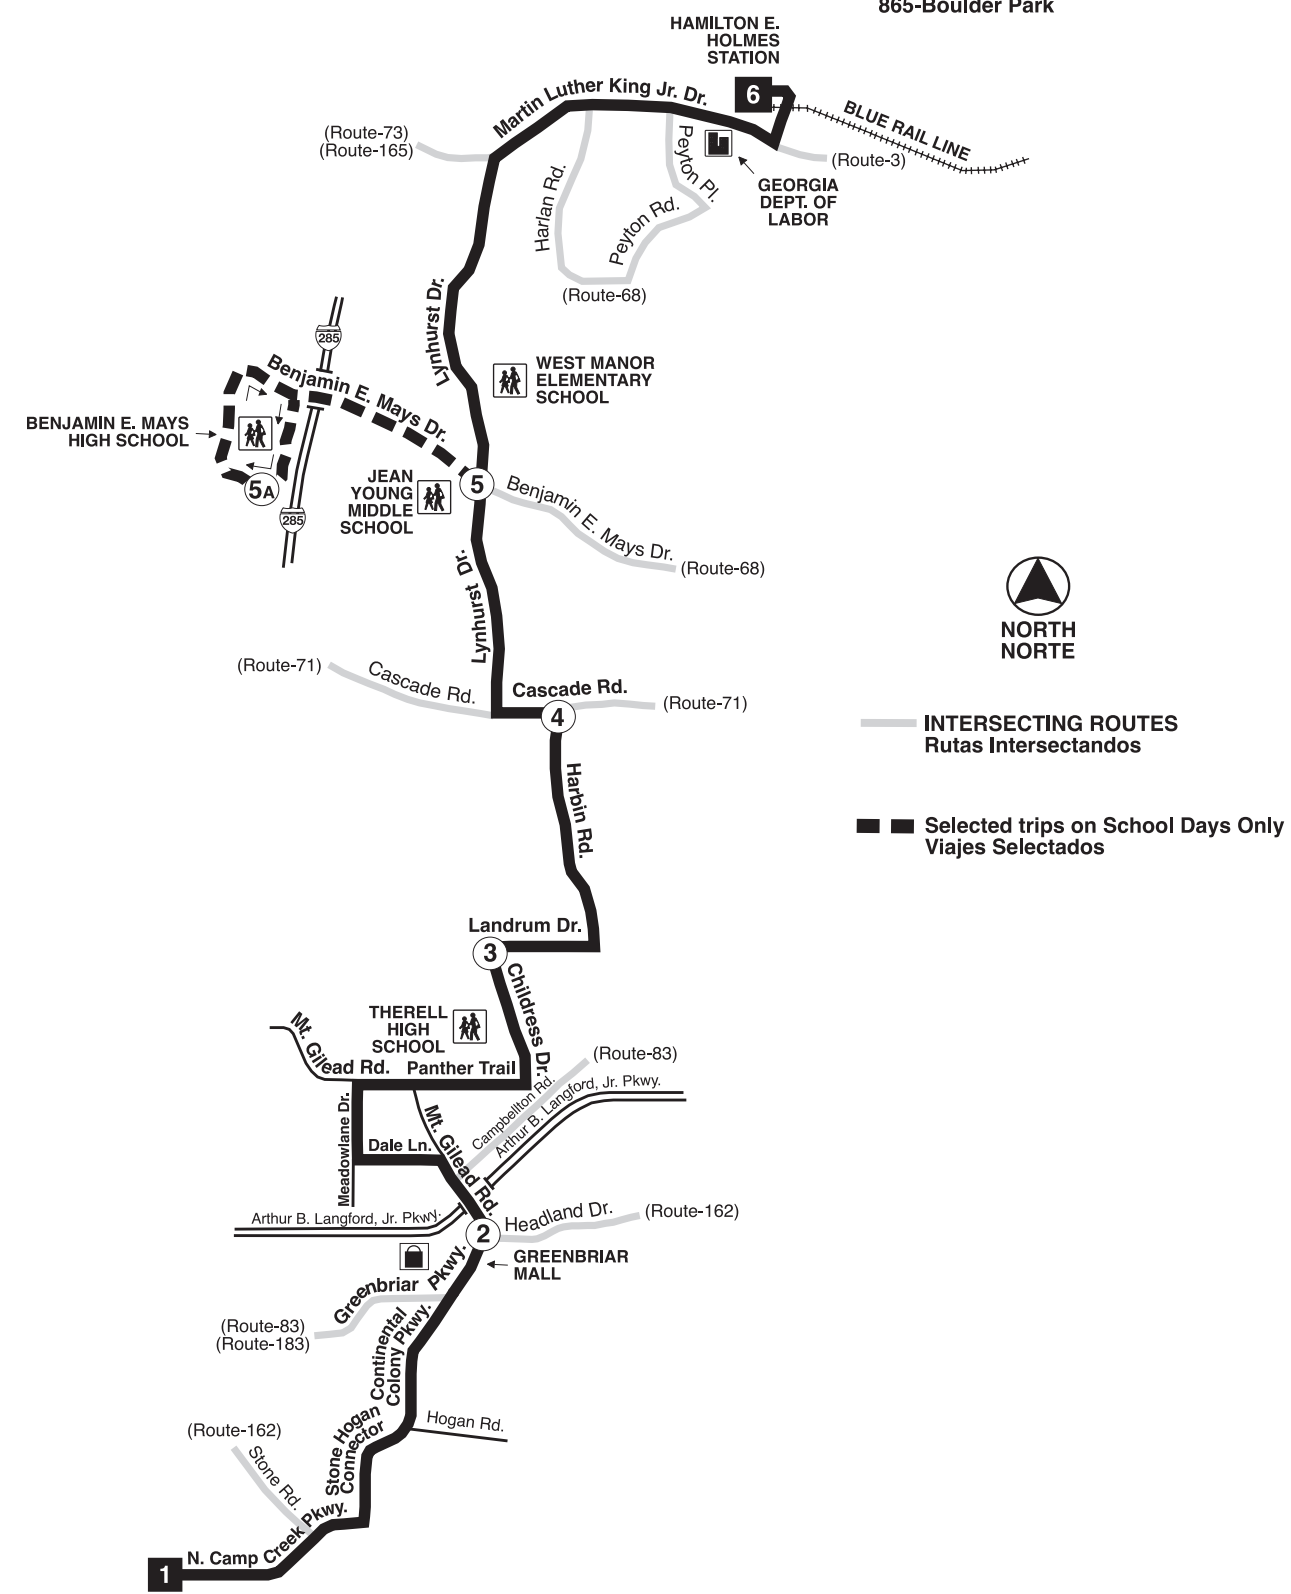 865-Boulder Park
HAMILTON E.
HOLMES
STATION
6
Martin Luther King Jr. Dr.
BLUE RAIL LINE
(Route-73)
(Route-165)
(Route-3)
Peyton Pl.
Harlan Rd.
Peyton Rd.
GEORGIA
DEPT. OF
LABOR
(Route-68)
Lynhurst Dr.
285
Benjamin E. Mays Dr.
WEST MANOR
ELEMENTARY
SCHOOL
BENJAMIN E. MAYS
HIGH SCHOOL
5A
285
JEAN
YOUNG
MIDDLE
SCHOOL
5
Benjamin E. Mays Dr.
(Route-68)
Lynhurst Dr.
NORTH
NORTE
(Route-71)
Cascade Rd.
Cascade Rd.
(Route-71)
4
INTERSECTING ROUTES
Rutas Intersectandos
Harbin Rd.
Selected trips on School Days Only
Viajes Selectados
Landrum Dr.
3
Childress Dr.
THERELL
HIGH
SCHOOL
Mt. Gilead Rd.
Panther Trail
(Route-83)
Campbellton Rd.
Arthur B. Langford, Jr. Pkwy.
Meadowlane Dr.
Dale Ln.
Mt. Gilead Rd.
Arthur B. Langford, Jr. Pkwy.
2
Headland Dr.
(Route-162)
GREENBRIAR
MALL
Greenbriar Pkwy.
(Route-83)
(Route-183)
Continental
Colony Pkwy.
Hogan Rd.
Stone Hogan
Connector
(Route-162)
Stone Rd.
N. Camp Creek Pkwy.
1